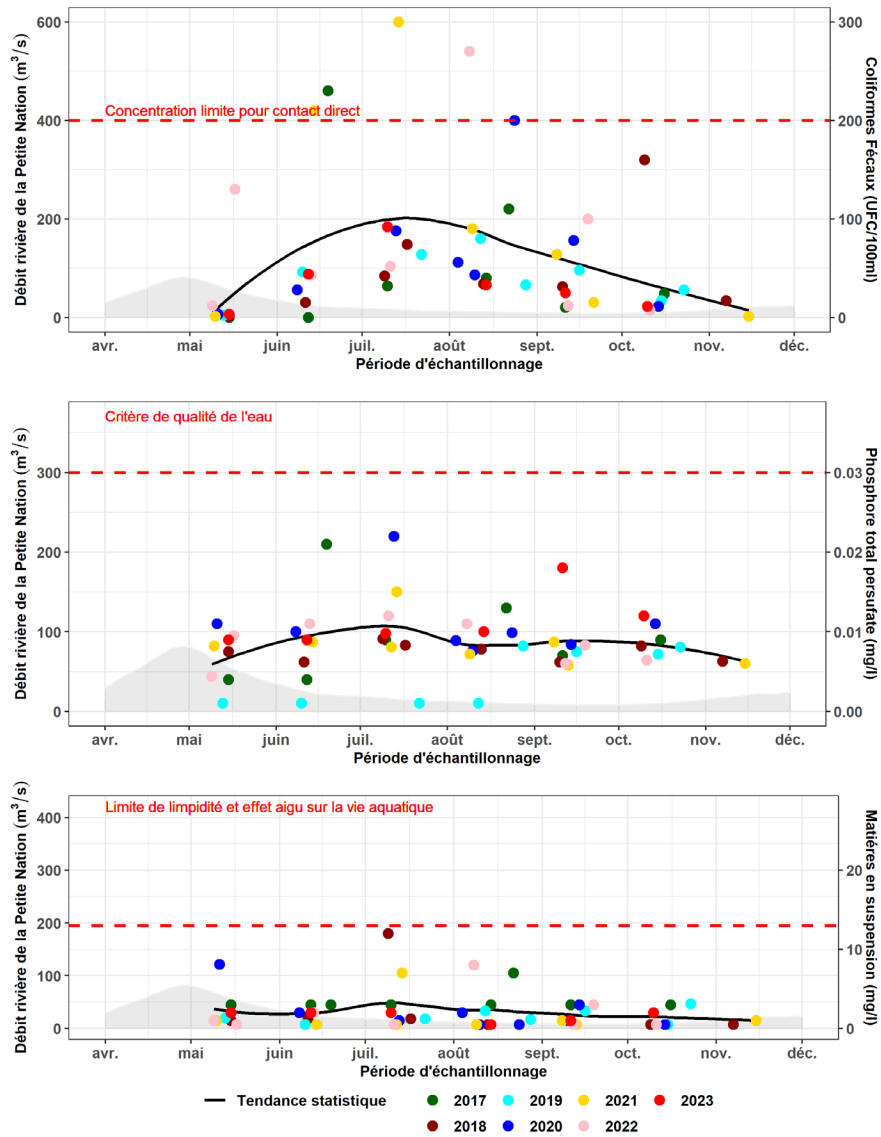 Débit rivière de la Petite Nation (m³/s)
600
400
200
0
Concentration limite pour contact direct
300
200
100
0
Coliformes Fécaux (UFC/100ml)
avr. mai juin juil. août sept. oct. nov. déc.
Période d'échantillonnage
Débit rivière de la Petite Nation (m³/s)
300
200
100
0
Critère de qualité de l'eau
0.03
0.02
0.01
0.00
Phosphore total persufate (mg/l)
avr. mai juin juil. août sept. oct. nov. déc.
Période d'échantillonnage
Débit rivière de la Petite Nation (m³/s)
400
300
200
100
0
Limite de limpidité et effet aigu sur la vie aquatique
20
10
0
Matiéres en suspension (mg/l)
avr. mai juin juil. août sept. oct. nov. déc.
Période d'échantillonnage
Tendance statistique 2017 2019 2021 2023
2018 2020 2022